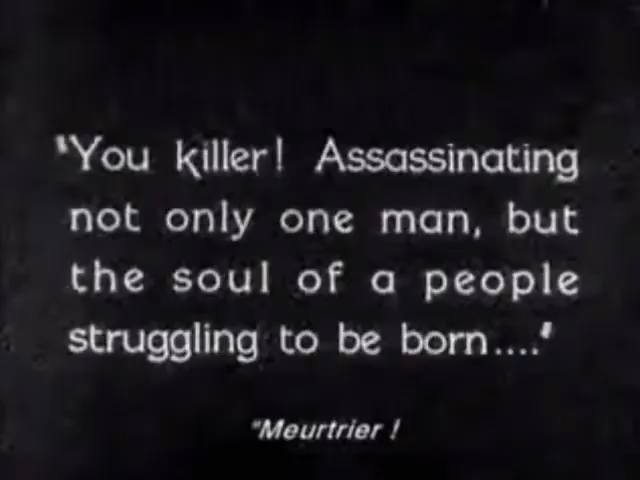 "You killer! Assassinating
not only one man, but
the soul of a people
struggling to be born...."
"Meurtrier !